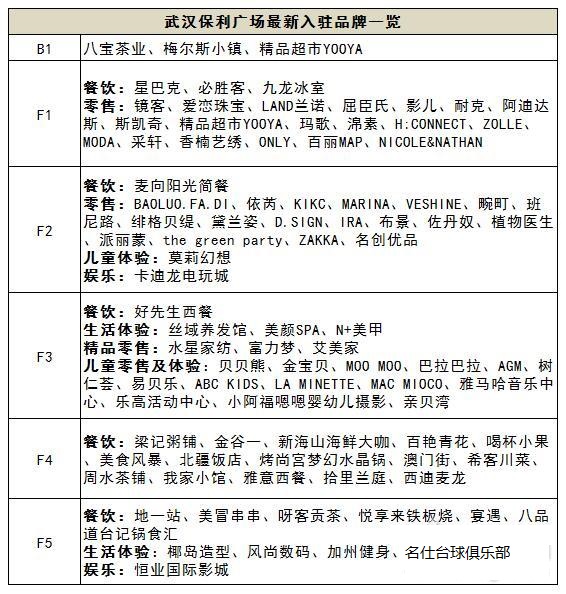 武汉保利广场最新入驻品牌一览
B1
八宝茶业、梅尔斯小镇、精品超市YOOYA
F1
餐饮：星巴克、必胜客、九龙冰室
零售：镜客、爱恋珠宝、LAND兰诺、屈臣氏、影儿、耐克、阿迪达
斯、斯凯奇、精品超市YOOYA、玛歌、沸素、H:CONNECT、ZOLLE、
MODA、采轩、香楠艺绣、ONLY、百丽MAP、NICOLE&NATHAN
F2
餐饮：麦向阳光简餐
零售：BAOLUO.FA.DI、依芮、KIKC、MARINA、VESHINE、畹町、班
尼路、绯格贝缇、黛兰姿、D.SIGN、IRA、布景、佐丹奴、植物医生
、派丽蒙、the green party、ZAKKA、名创优品
儿童体验：莫莉幻想
娱乐：卡迪龙电玩城
F3
餐饮：好先生西餐
生活体验：丝域养发馆、美颜SPA、N+美甲
精品零售：水星家纺、富力梦、艾美家
儿童零售及体验：贝贝熊、金宝贝、MOO MOO、巴拉巴拉、AGM、树
仁荟、易贝乐、ABC KIDS、LA MINETTE、MAC MIOCO、雅马哈音乐中
心、乐高活动中心、小阿福嗯嗯婴幼儿摄影、亲贝湾
F4
餐饮：梁记粥铺、金谷一、新海山海鲜大咖、百艳青花、喝杯小果
、美食风暴、北疆饭店、烤尚宫梦幻水晶锅、澳门街、希客川菜、
周水茶铺、我家小馆、雅意西餐、拾里兰庭、西迪麦龙
F5
餐饮：地一站、美冒串串、呀客贡茶、悦享来铁板烧、宴遇、八品
道台记锅食汇
生活体验：椰岛造型、风尚数码、加州健身、名仕台球俱乐部
娱乐：恒业国际影城